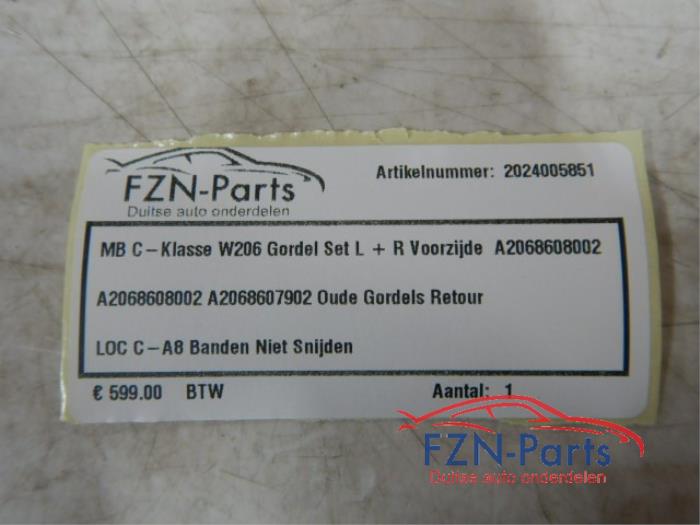 FZN-Parts
Duitse auto onderdelen
Artikelnummer: 2024005851
MB C-Klasse W206 Gordel Set L + R Voorzijde A2068608002
A2068608002 A2068607902 Oude Gordels Retour
LOC C-A8 Banden Niet Snijden
€ 599.00 BTW Aantal: 1
FZN-Parts
Duitse auto onderdelen